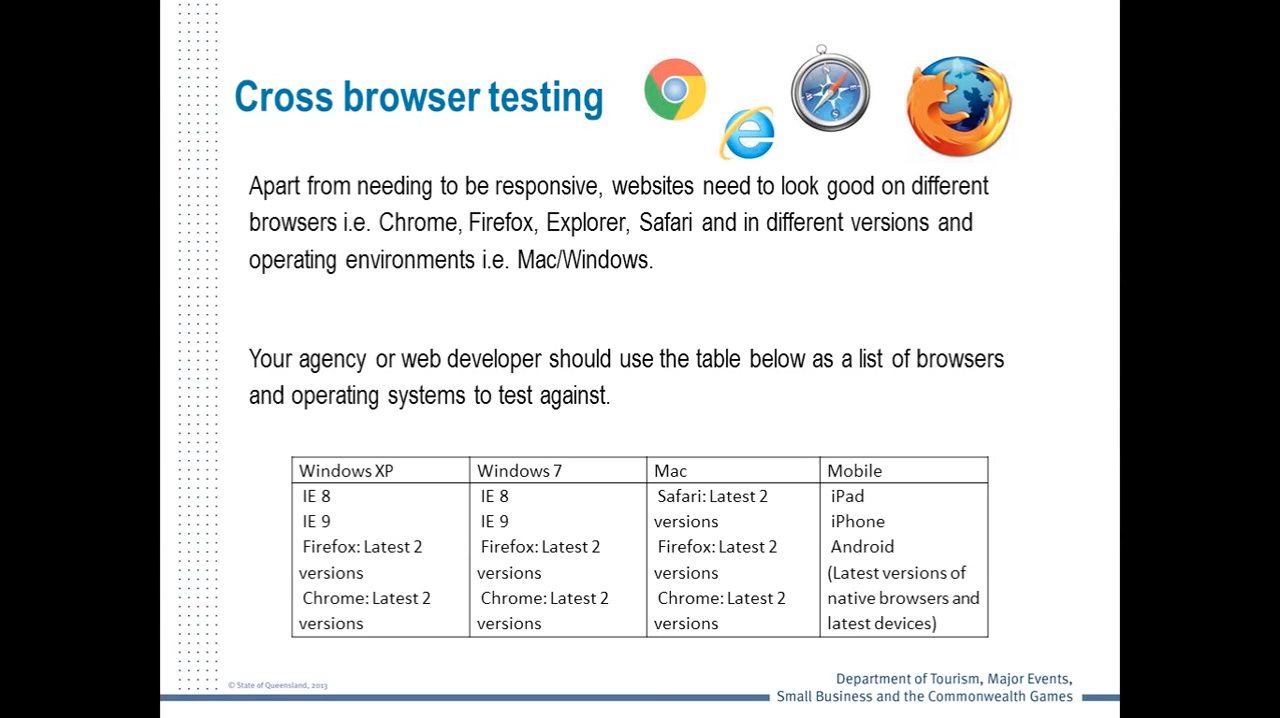 Cross browser testing
Apart from needing to be responsive, websites need to look good on different
browsers i.e. Chrome, Firefox, Explorer, Safari and in different versions and
operating environments i.e. Mac/Windows.
Your agency or web developer should use the table below as a list of browsers
and operating systems to test against.
Windows XP
IE 8
IE 9
Firefox: Latest 2
versions
Chrome: Latest 2
versions
Windows 7
IE 8
IE 9
Firefox: Latest 2
versions
Chrome: Latest 2
versions
Mac
Safari: Latest 2
versions
Firefox: Latest 2
versions
Chrome: Latest 2
versions
Mobile
iPad
iPhone
Android
(Latest versions of
native browsers and
latest devices)
© State of Queensland, 2013
Department of Tourism, Major Events,
Small Business and the Commonwealth Games